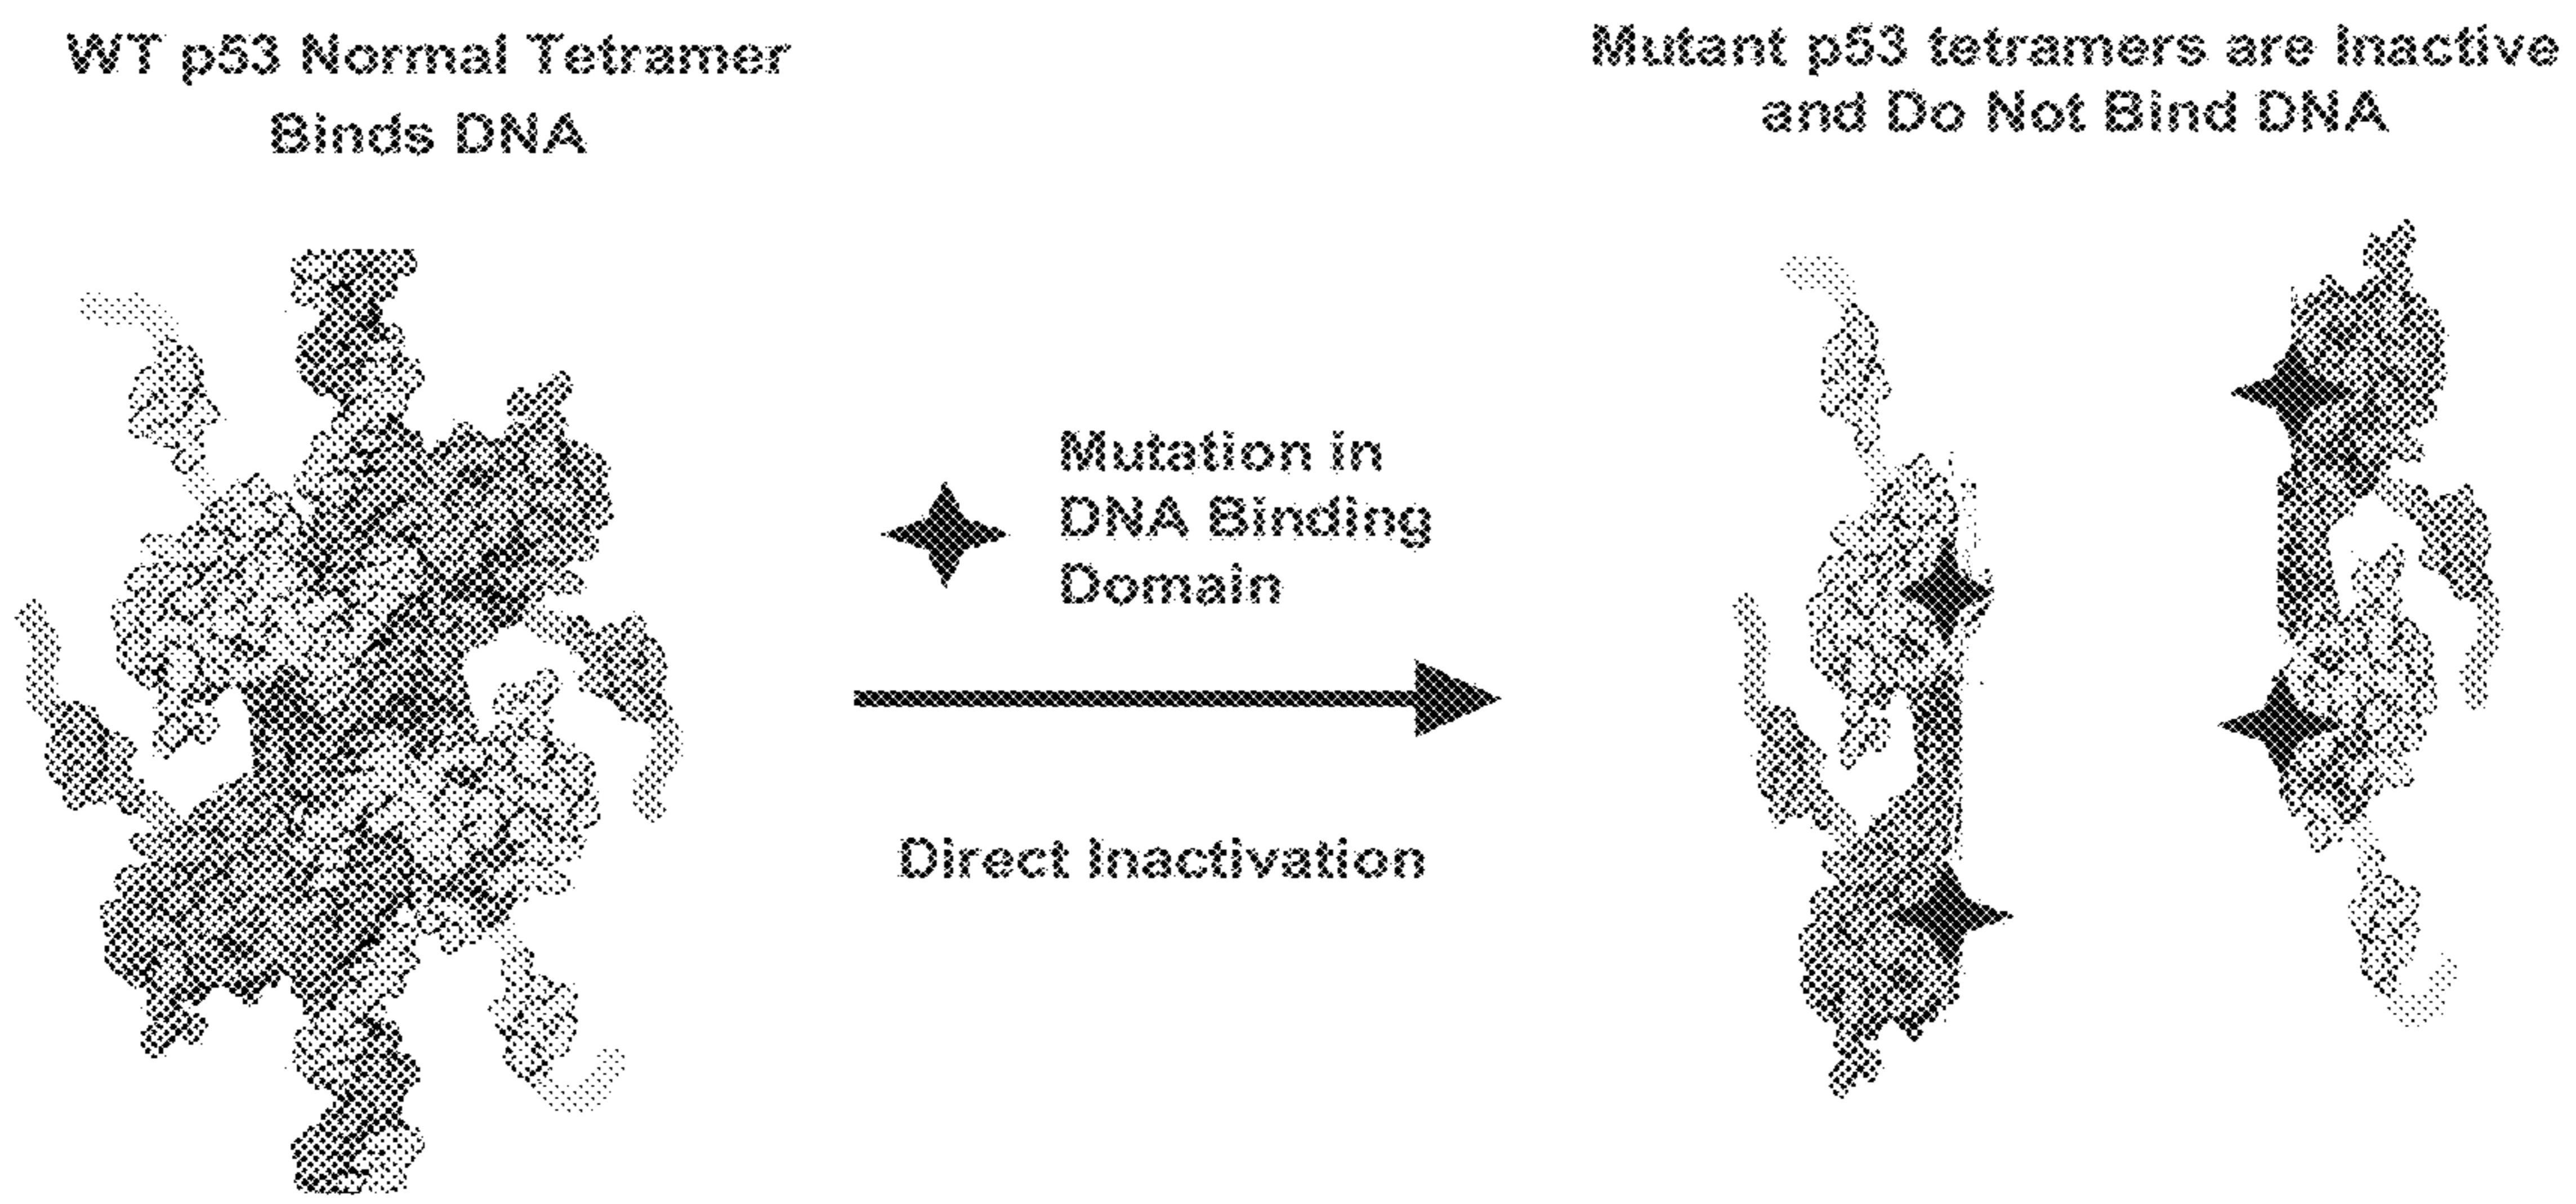 WT p53 Normal Tetramer
Binds DNA
Mutant p53 tetramers are Inactive
and Do Not Bind DNA
Mutation in
DNA Binding
Domain
Direct Inactivation